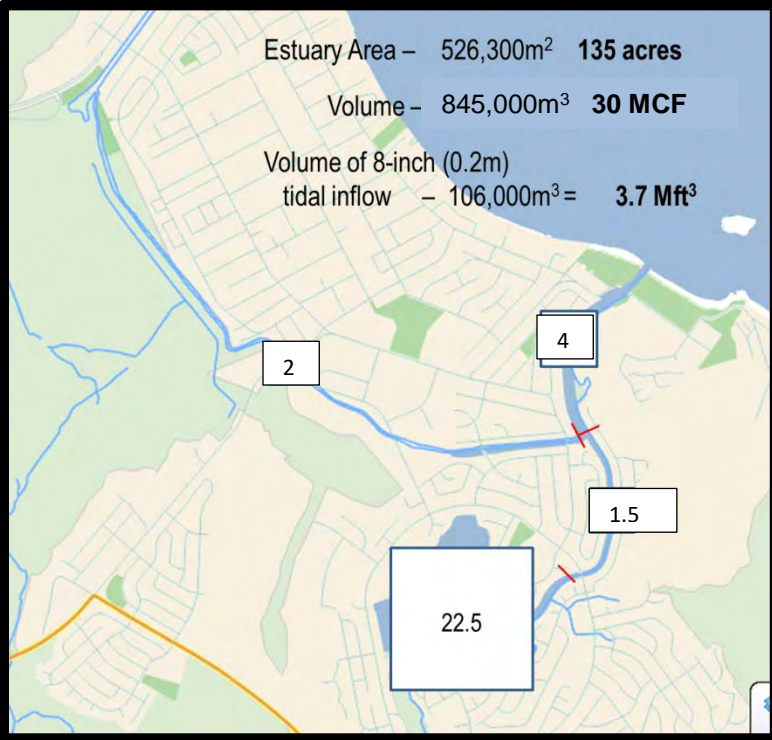 Estuary Area – 526,300m² 135 acres
Volume – 845,000m³ 30 MCF
Volume of 8-inch (0.2m)
tidal inflow – 106,000m³ = 3.7 Mft³
4
2
1.5
22.5